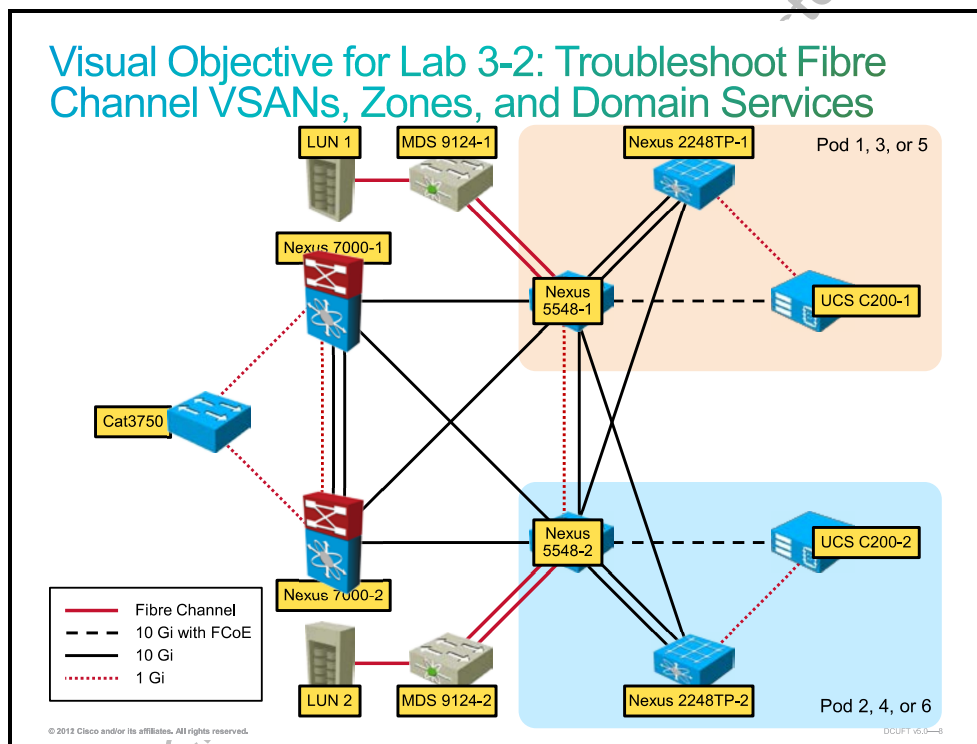 Visual Objective for Lab 3-2: Troubleshoot Fibre
Channel VSANs, Zones, and Domain Services
LUN 1
MDS 9124-1
Nexus 2248TP-1
Pod 1, 3, or 5
Nexus 7000-1
Nexus
5548-1
UCS C200-1
Cat3750
Nexus
5548-2
UCS C200-2
Nexus 7000-2
Fibre Channel
10 Gi with FCoE
10 Gi
1 Gi
LUN 2
MDS 9124-2
Nexus 2248TP-2
Pod 2, 4, or 6
© 2012 Cisco and/or its affiliates. All rights reserved.
DCUFT v5.0—8